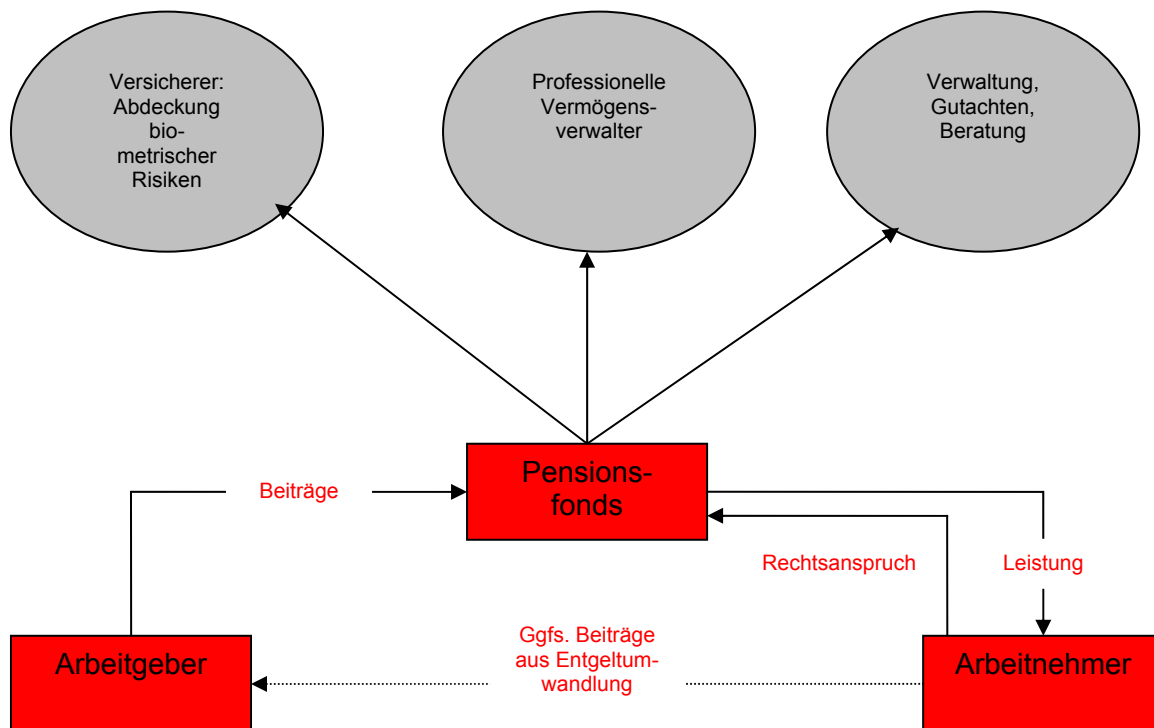 Versicherer:
Abdeckung
bio-
metrischer
Risiken
Professionelle
Vermögens-
verwalter
Verwaltung,
Gutachten,
Beratung
Pensions-
fonds
Beiträge
Rechtsanspruch
Leistung
Arbeitgeber
Ggfs. Beiträge
aus Entgeltum-
wandlung
Arbeitnehmer